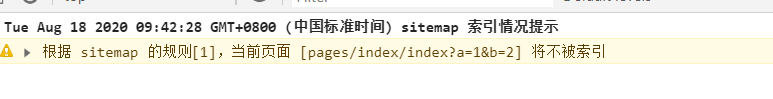 Tue Aug 18 2020 09:42:28 GMT+0800 (中国标准时间) sitemap 索引情况提示
根据 sitemap 的规则[1]，当前页面 [pages/index/index?a=1&b=2] 将不被索引